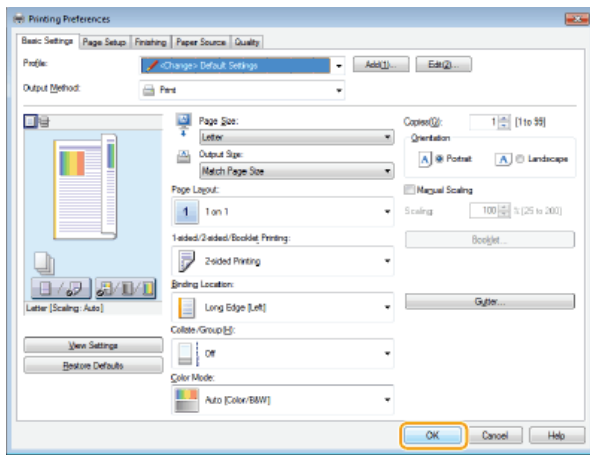 Printing Preferences
Basic Settings Page Setup Finishing Paper Source Quality
Profile: <Change> Default Settings Add(1)... Edit(2)...
Output Method: Print
Page Size:
Letter
Output Size:
Match Page Size
Page Layout:
1 1 on 1
1-sided/2-sided/Booklet Printing:
2-sided Printing
Binding Location:
Long Edge [Left]
Collate/Group(H):
Off
Color Mode:
Auto [Color/B&W]
Copies(Q): 1 [1 to 99]
Orientation
A Portrait A Landscape
Manual Scaling
Scaling: 100 % [25 to 200]
Booklet...
Gutter...
Letter [Scaling: Auto]
View Settings
Restore Defaults
OK Cancel Help